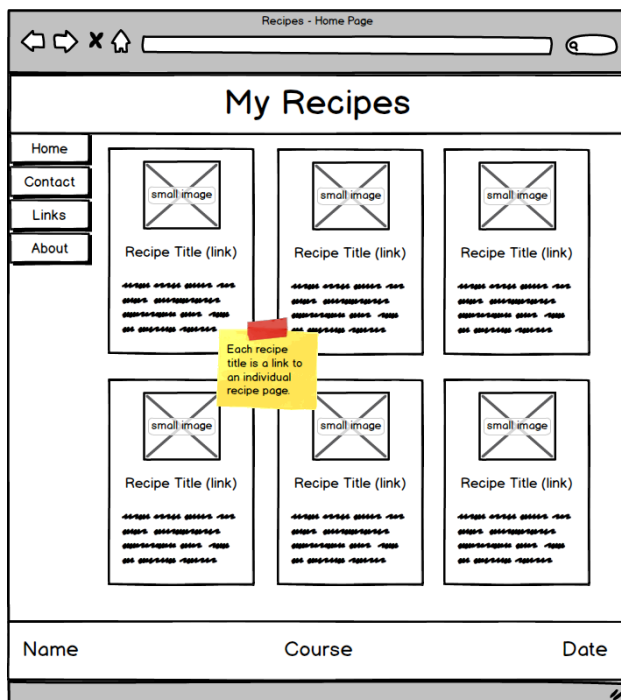 Recipes - Home Page
My Recipes
Home
Contact
Links
About
small image
small image
small image
Recipe Title (link)
Recipe Title (link)
Recipe Title (link)
Each recipe
title is a link to
an individual
recipe page.
small image
small image
small image
Recipe Title (link)
Recipe Title (link)
Recipe Title (link)
Name
Course
Date